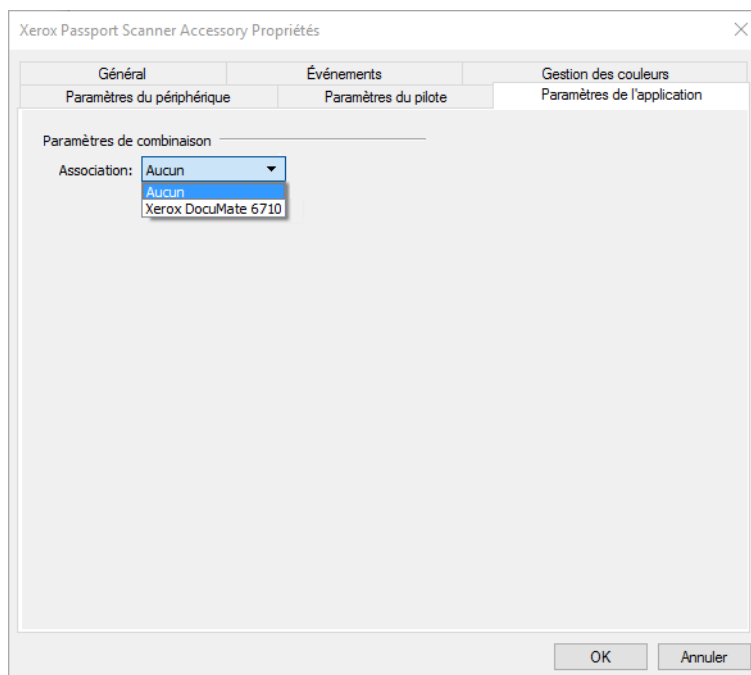 Xerox Passport Scanner Accessory Propriétés
Général Événements Gestion des couleurs
Paramètres du périphérique Paramètres du pilote Paramètres de l'application
Paramètres de combinaison
Association: Aucun
Aucun
Xerox DocuMate 6710
OK Annuler